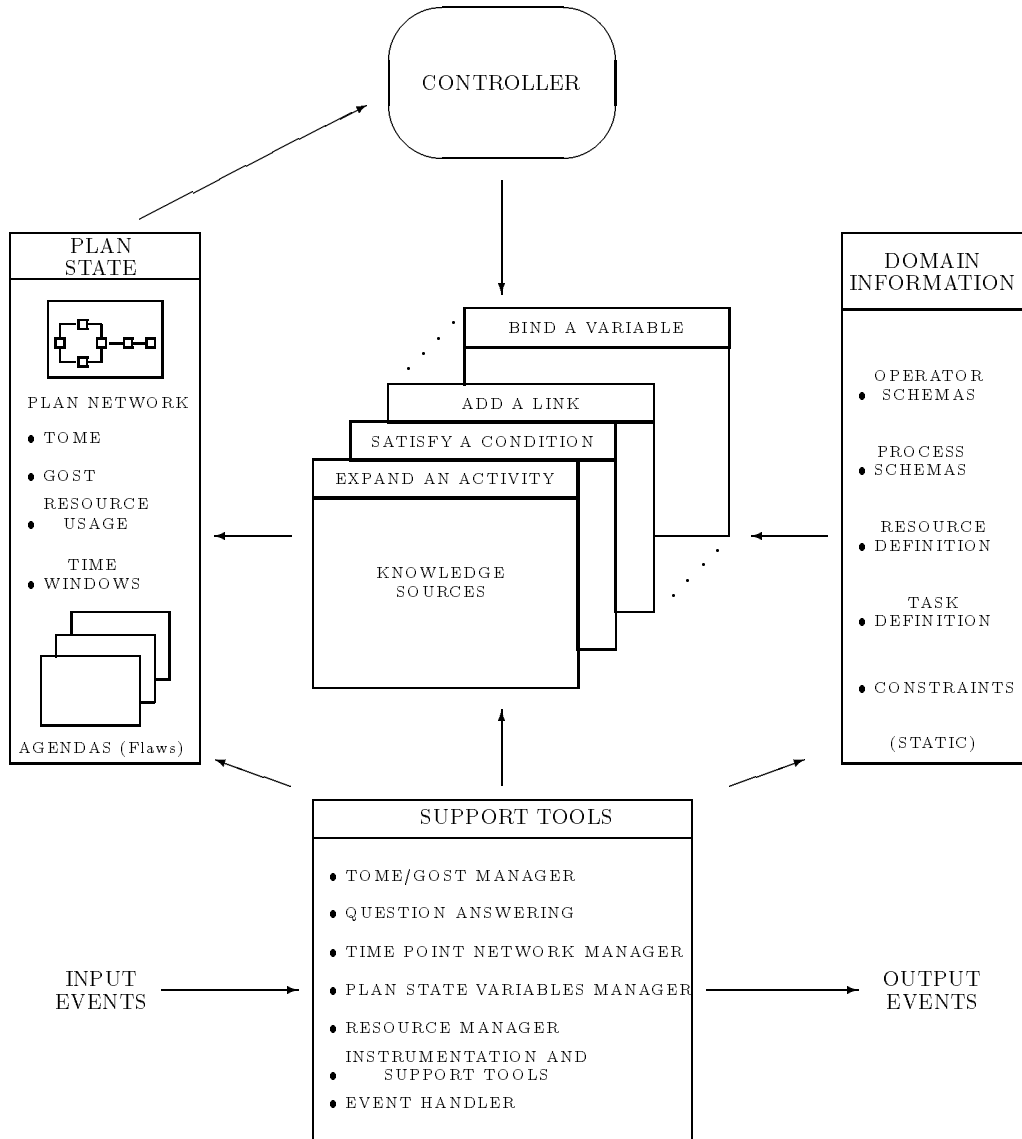 CONTROLLER
PLAN
STATE
PLAN NETWORK
• TOME
• GOST
RESOURCE
• USAGE
TIME
• WINDOWS
AGENDAS (Flaws)
BIND A VARIABLE
ADD A LINK
SATISFY A CONDITION
EXPAND AN ACTIVITY
KNOWLEDGE
SOURCES
DOMAIN
INFORMATION
OPERATOR
• SCHEMAS
PROCESS
• SCHEMAS
RESOURCE
• DEFINITION
TASK
• DEFINITION
• CONSTRAINTS
(STATIC)
SUPPORT TOOLS
• TOME/GOST MANAGER
• QUESTION ANSWERING
• TIME POINT NETWORK MANAGER
• PLAN STATE VARIABLES MANAGER
• RESOURCE MANAGER
INSTRUMENTATION AND
• SUPPORT TOOLS
• EVENT HANDLER
INPUT
EVENTS
OUTPUT
EVENTS